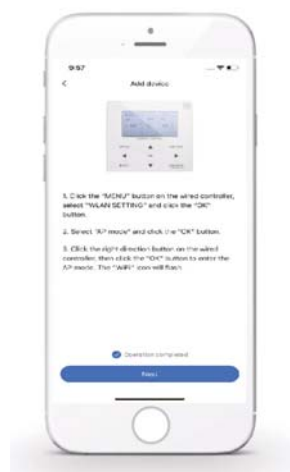 9:57
Add device
1. Click the "MENU" button on the wired controller,
select "WLAN SETTING" and click the "OK"
button.
2. Select "AP mode" and click the "OK" button.
3. Click the right direction button on the wired
controller, then click the "OK" button to enter the
AP mode. The "WiFi" icon will flash.
Operation completed
Next